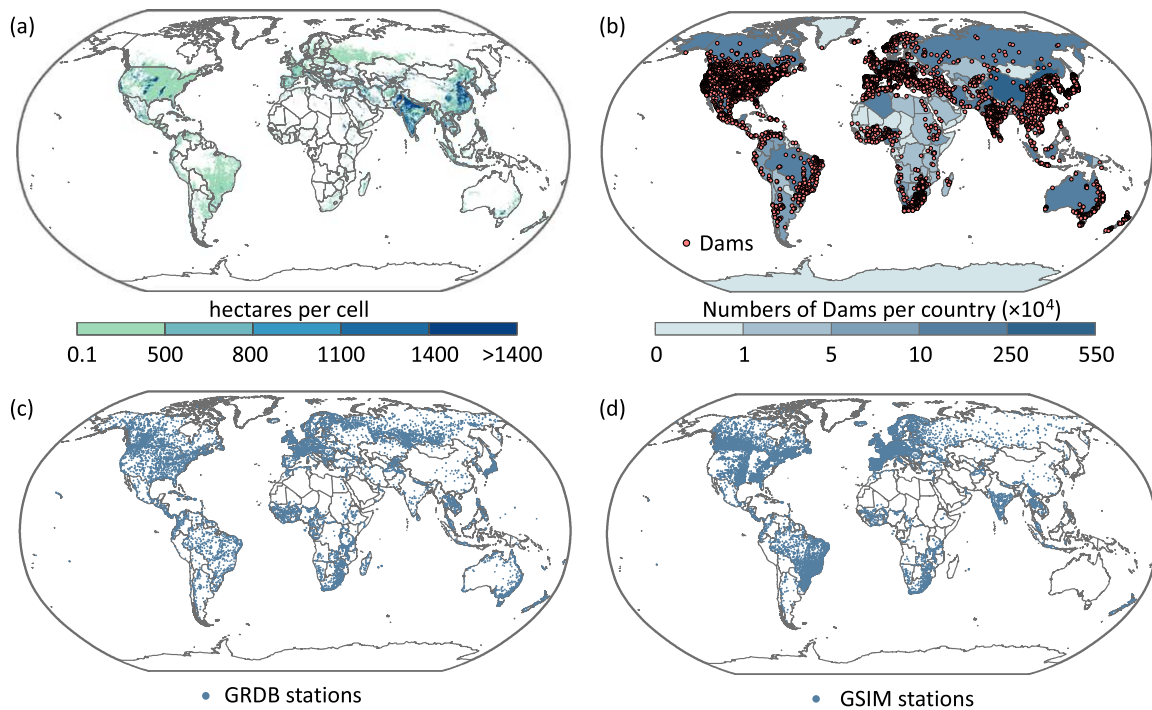 (a)
(b)
Dams
hectares per cell
0.1 500 800 1100 1400 >1400
Numbers of Dams per country (×10⁴)
0 1 5 10 250 550
(c)
(d)
GRDB stations
GSIM stations